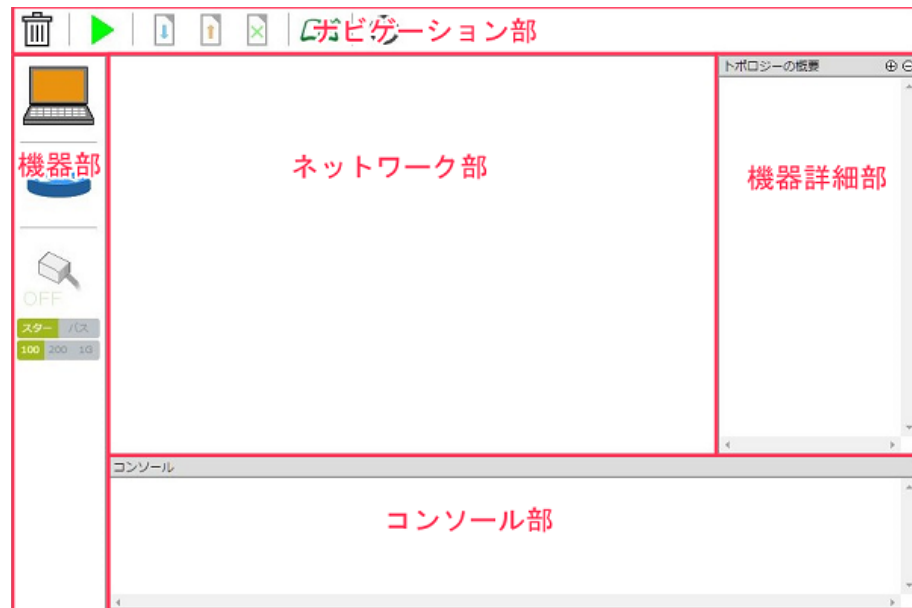 ナビゲーション部
トポロジーの概要
機器部
ネットワーク部
機器詳細部
OFF
スター バス
100 200 1G
コンソール
コンソール部